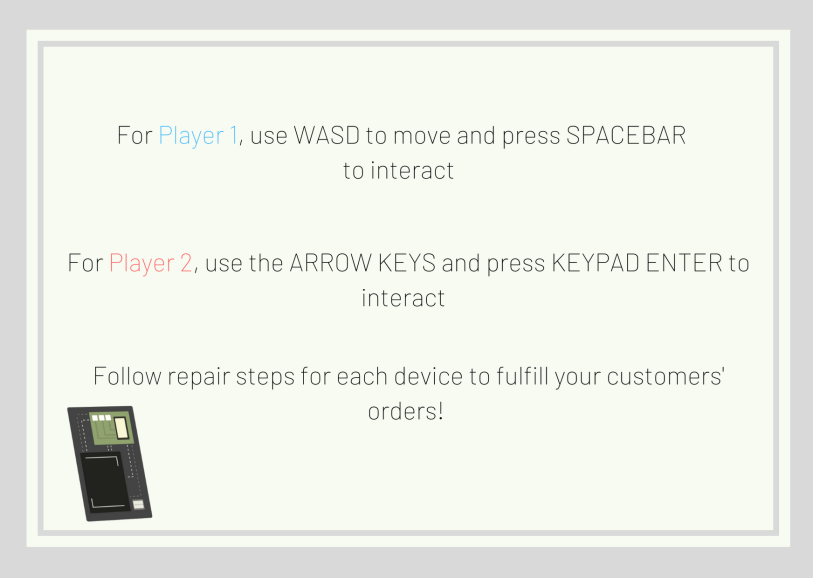 For Player 1, use WASD to move and press SPACEBAR
to interact
For Player 2, use the ARROW KEYS and press KEYPAD ENTER to
interact
Follow repair steps for each device to fulfill your customers'
orders!